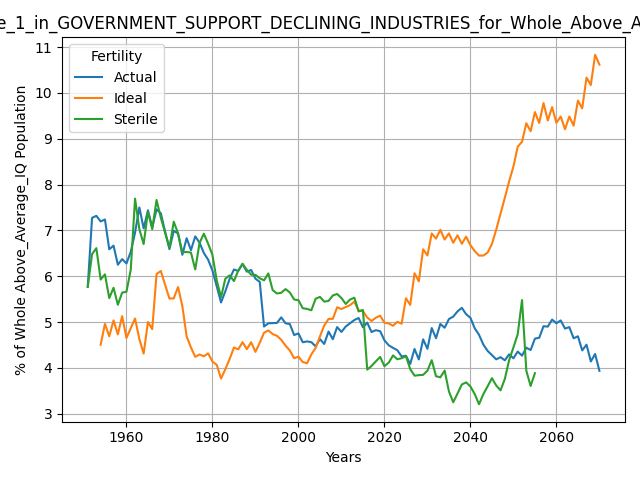 e_1_in_GOVERNMENT_SUPPORT_DECLINING_INDUSTRIES_for_Whole_Above_A
11
10
9
8
7
6
5
4
3
% of Whole Above_Average_IQ Population
Fertility
Actual
Ideal
Sterile
1960 1980 2000 2020 2040 2060
Years